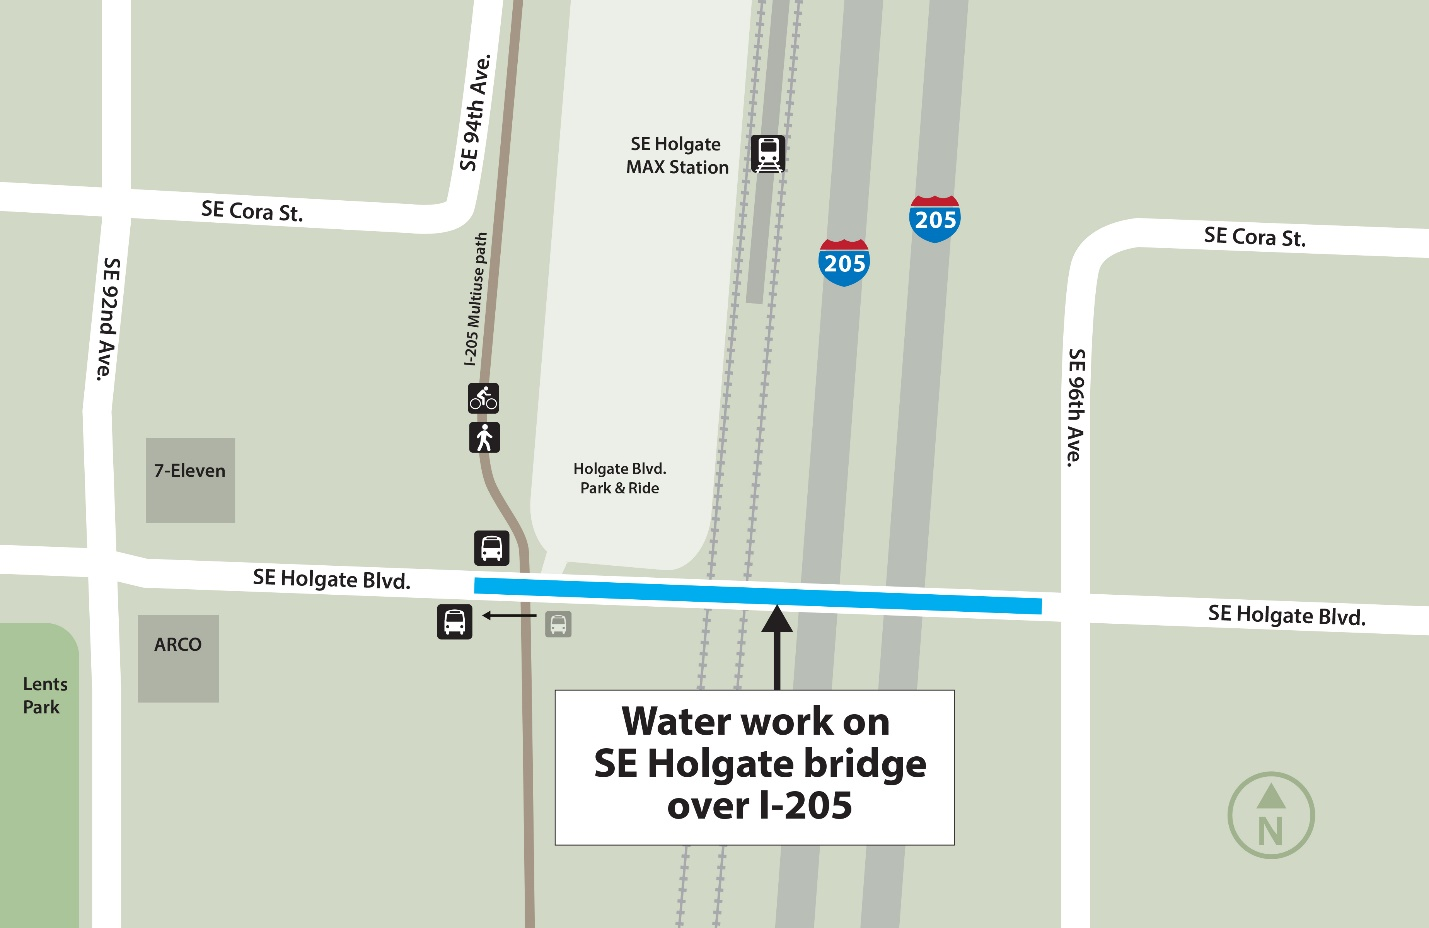 SE 94th Ave.
SE Holgate
MAX Station
SE Cora St.
205
205
SE Cora St.
I-205 Multiuse path
SE 92nd Ave.
SE 96th Ave.
7-Eleven
Holgate Blvd.
Park & Ride
SE Holgate Blvd.
SE Holgate Blvd.
ARCO
Lents
Park
Water work on
SE Holgate bridge
over I-205
N